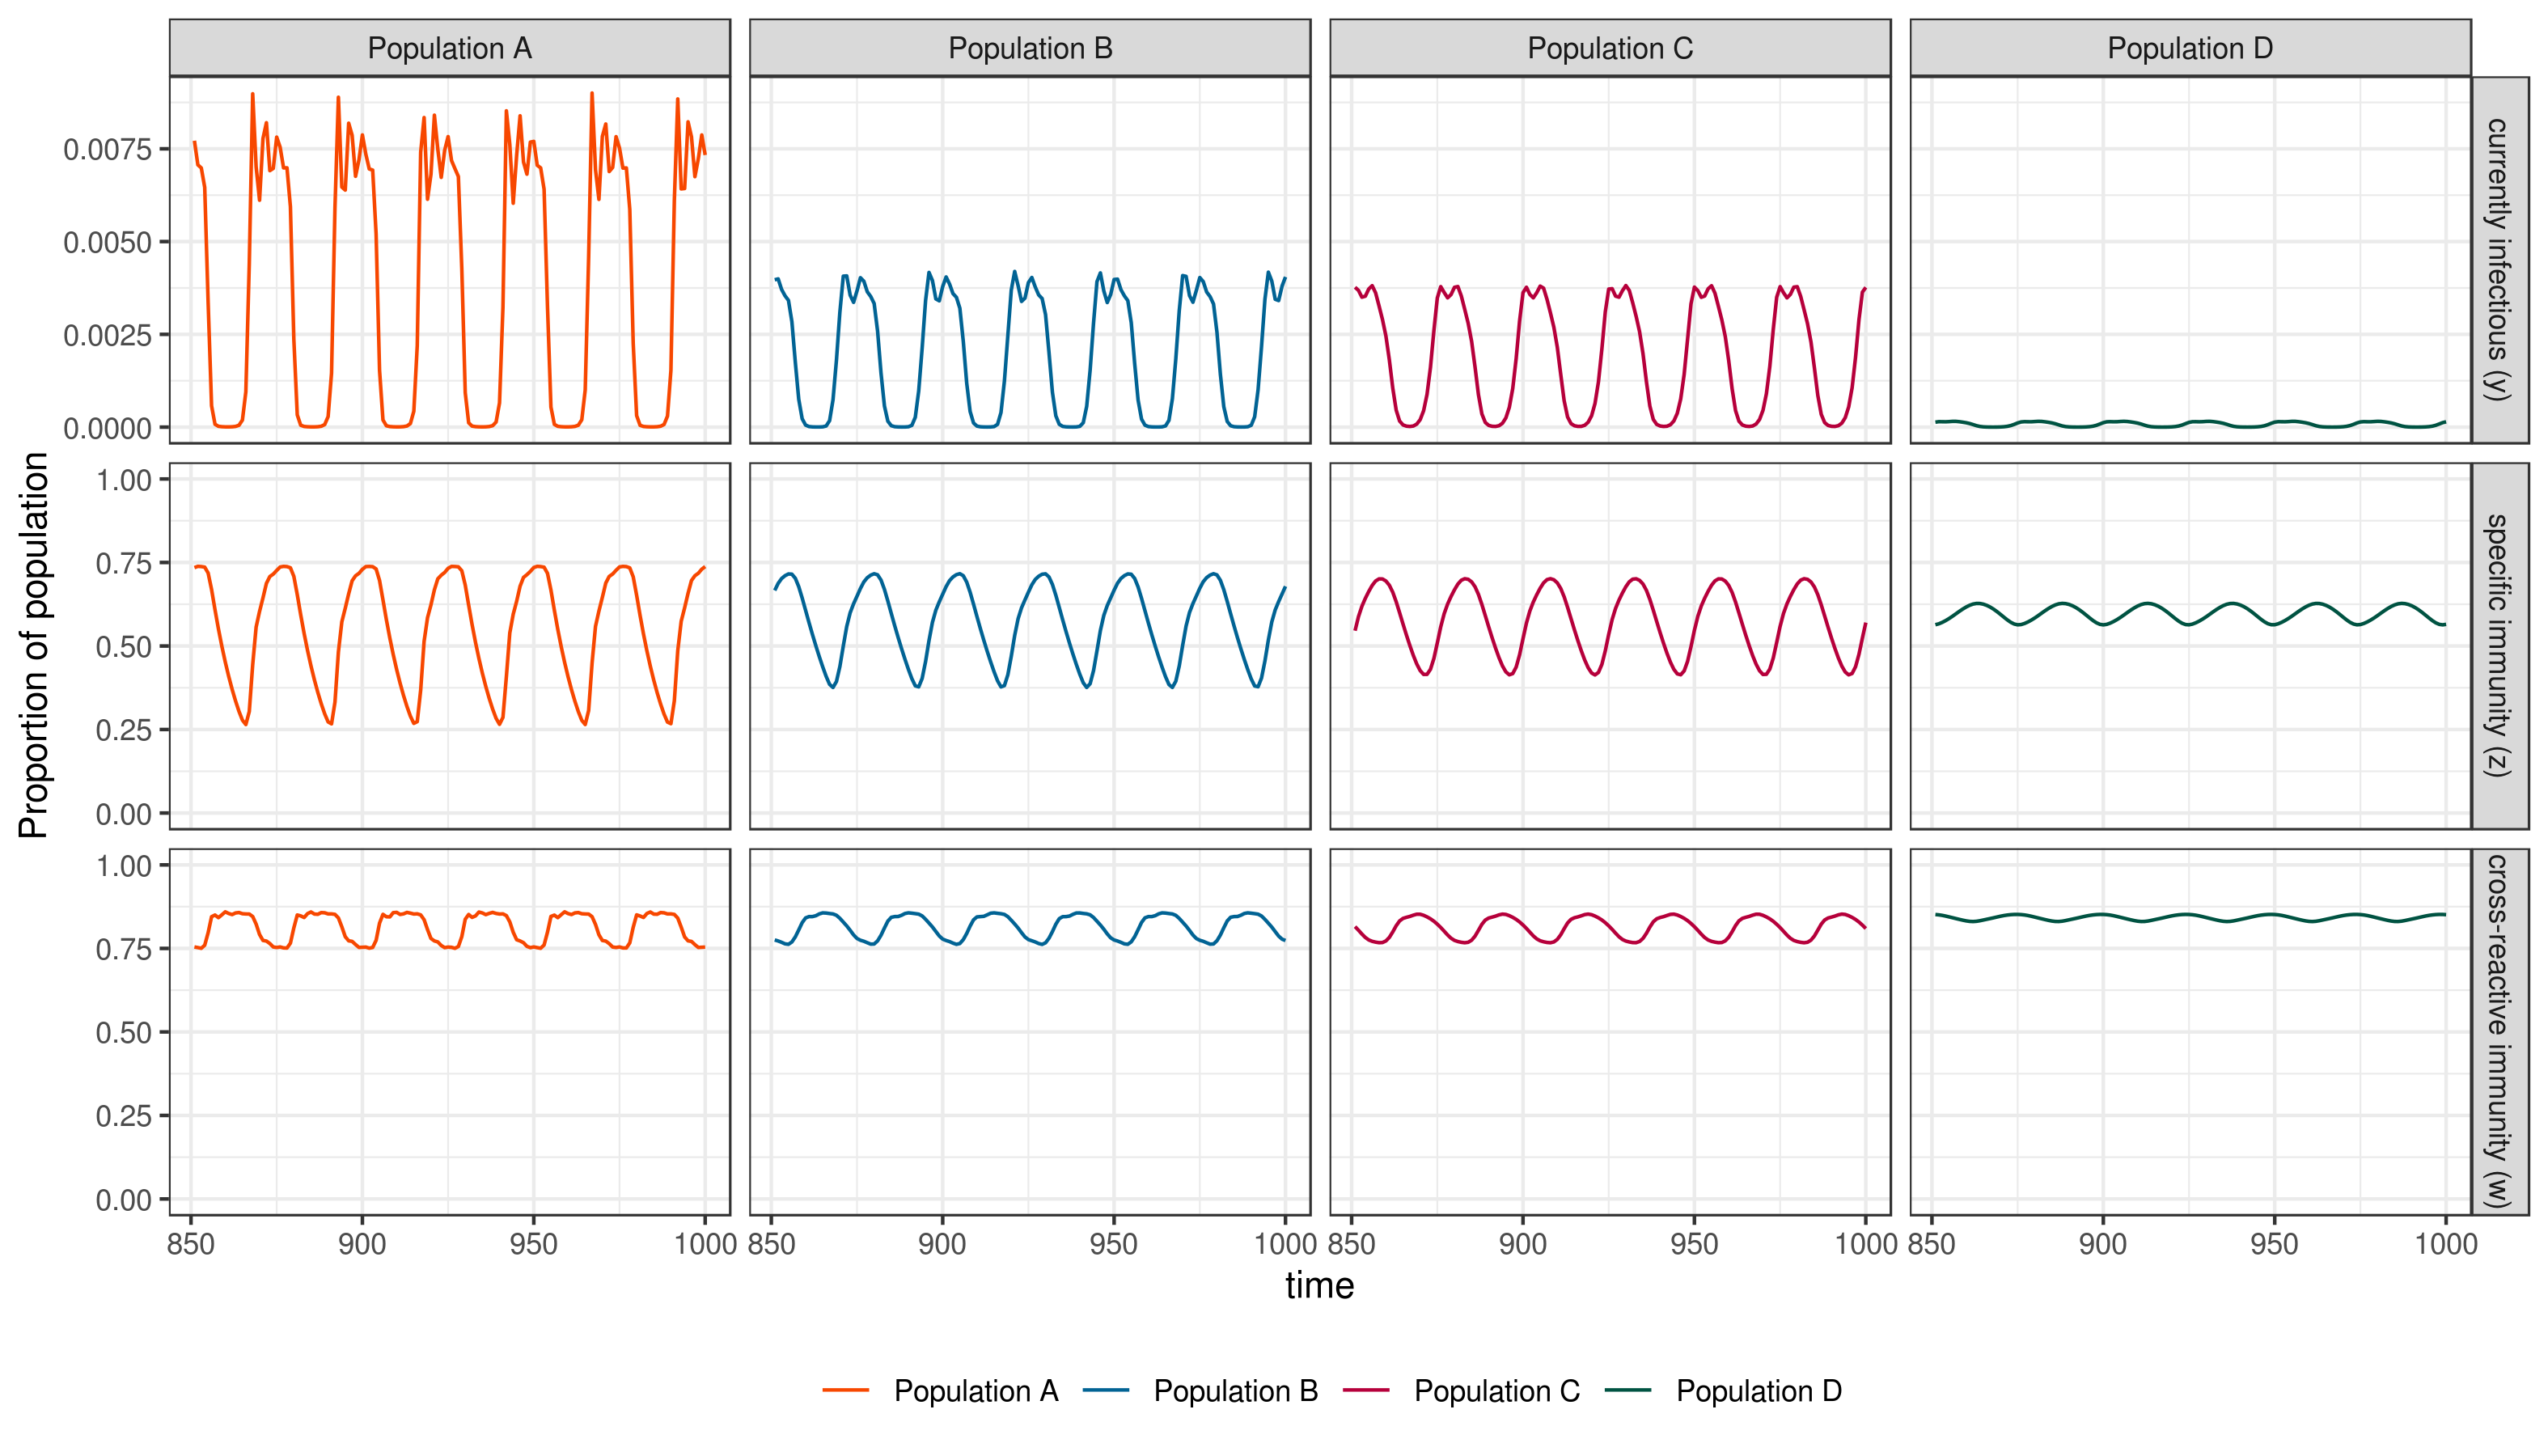 Population A
Population B
Population C
Population D
Proportion of population
0.0075
0.0050
0.0025
0.0000
currently infectious (y)
1.00
0.75
0.50
0.25
0.00
specific immunity (z)
1.00
0.75
0.50
0.25
0.00
cross-reactive immunity (w)
850 900 950 1000 850 900 950 1000 850 900 950 1000 850 900 950 1000
time
Population A Population B Population C Population D